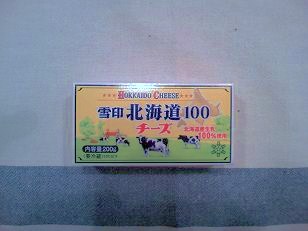 ★★★ HOKKAIDO CHEESE ★★★
雪印 北海道100
チーズ
北海道産生乳
100%使用
内容量200g